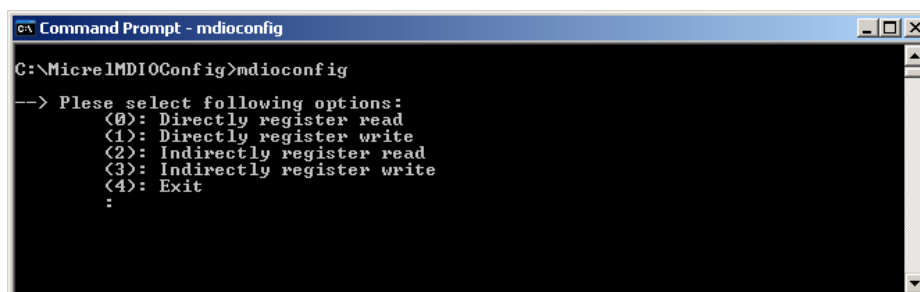 Command Prompt - mdioconfig
C:\MicrelMDIOConfig>mdioconfig
--> Plese select following options:
(0): Directly register read
(1): Directly register write
(2): Indirectly register read
(3): Indirectly register write
(4): Exit
: